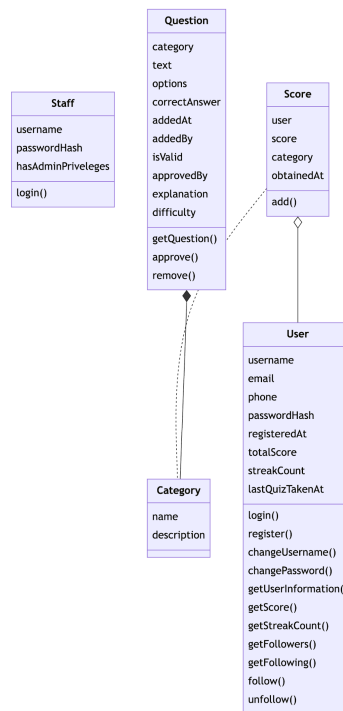 Question
category
text
options
correctAnswer
addedAt
addedBy
isValid
approvedBy
explanation
difficulty
getQuestion()
approve()
remove()
Staff
username
passwordHash
hasAdminPriveleges
login()
Score
user
score
category
obtainedAt
add()
User
username
email
phone
passwordHash
registeredAt
totalScore
streakCount
lastQuizTakenAt
login()
register()
changeUsername()
changePassword()
getUserInformation(
getScore()
getStreakCount()
getFollowers()
getFollowing()
follow()
unfollow()
Category
name
description